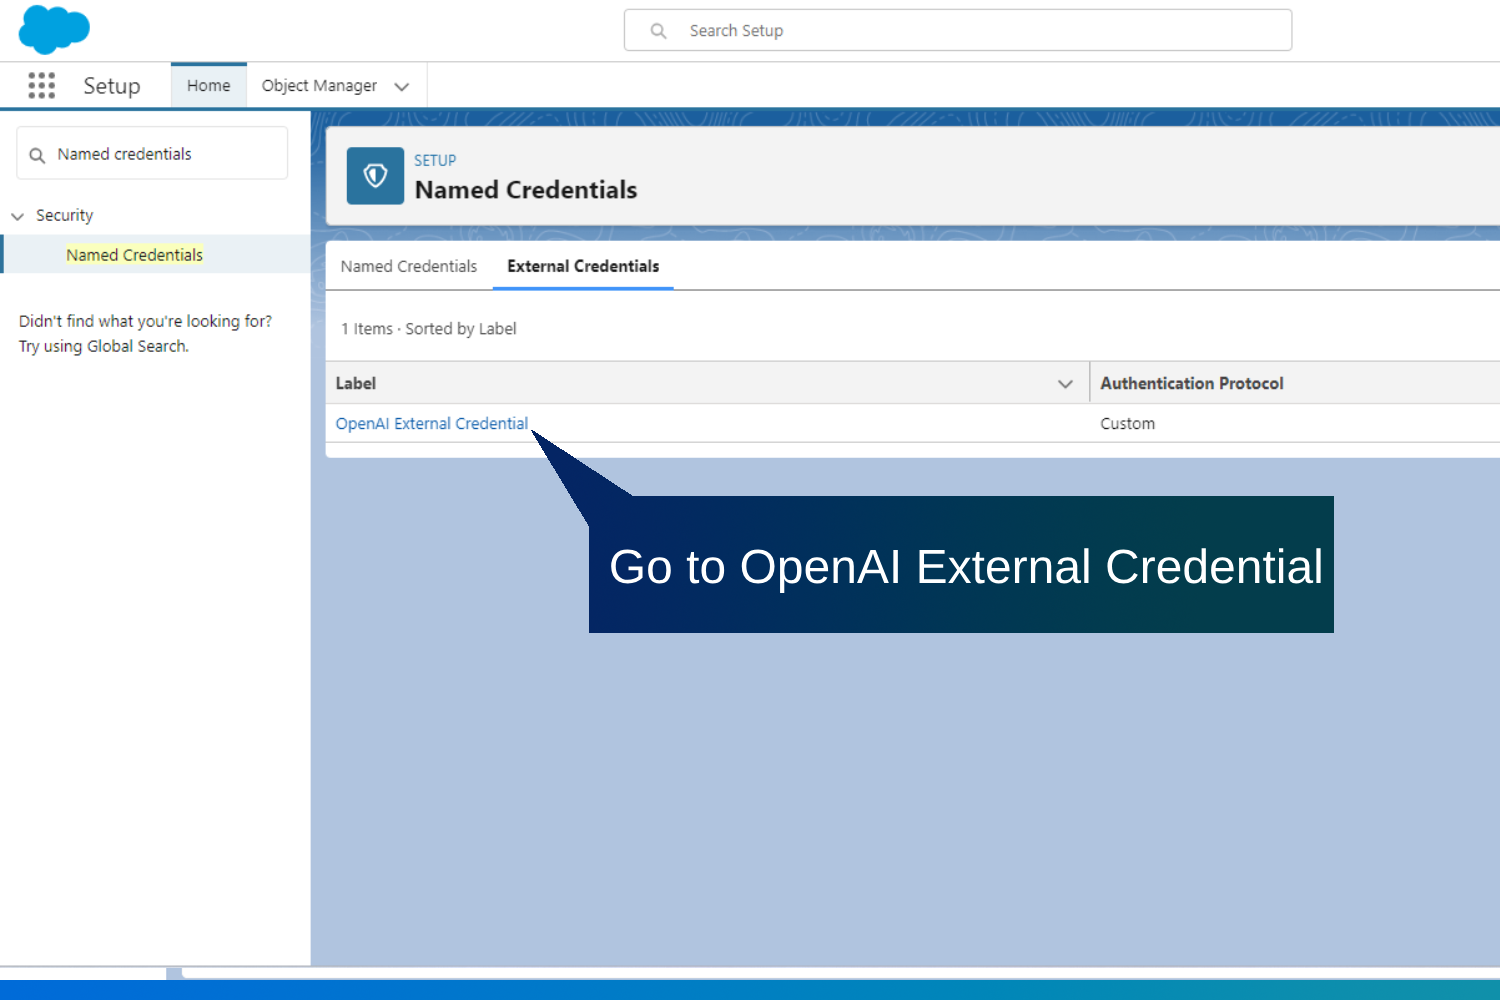 Search Setup
Setup
Home
Object Manager
Named credentials
Security
Named Credentials
Didn't find what you're looking for?
Try using Global Search.
SETUP
Named Credentials
Named Credentials
External Credentials
1 Items · Sorted by Label
Label
Authentication Protocol
OpenAI External Credential
Custom
Go to OpenAI External Credential